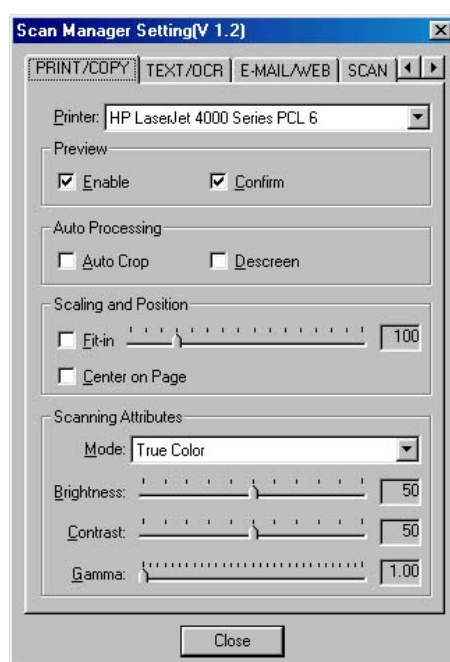 Scan Manager Setting(V 1.2)
PRINT/COPY TEXT/OCR E-MAIL/WEB SCAN
Printer: HP LaserJet 4000 Series PCL 6
Preview
Enable Confirm
Auto Processing
Auto Crop Descreen
Scaling and Position
Fit-in 100
Center on Page
Scanning Attributes
Mode: True Color
Brightness: 50
Contrast: 50
Gamma: 1.00
Close